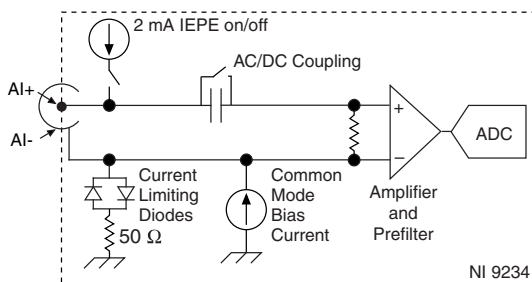 2 mA IEPE on/off
AC/DC Coupling
AI+
AI-
+
−
ADC
Current
Limiting
Diodes
50 Ω
Common
Mode
Bias
Current
Amplifier
and
Prefilter
NI 9234